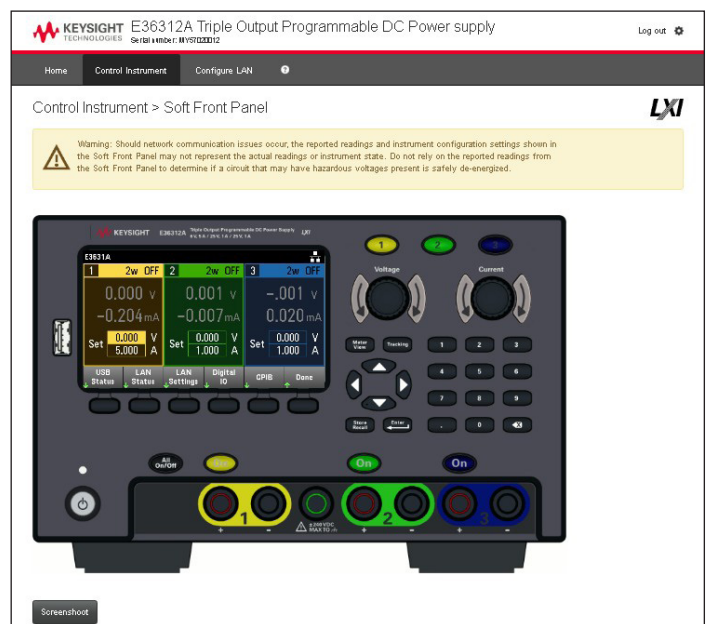 KEYSIGHT TECHNOLOGIES E36312A Triple Output Programmable DC Power supply
Log out
Home Control Instrument Configure LAN ?
Control Instrument > Soft Front Panel
LXI
Warning: Should network communication issues occur, the reported readings and instrument configuration settings shown in
the Soft Front Panel may not represent the actual readings or instrument state. Do not rely on the reported readings from
the Soft Front Panel to determine if a circuit that may have hazardous voltages present is safely de-energized.
KEYSIGHT E36312A Triple Output Programmable DC Power Supply LXI
E3631A
1 2w OFF 2 2w OFF 3 2w OFF
0.000 V 0.001 V -.001 V
-0.204mA -0.007mA 0.020mA
Set 0.000 V Set 0.000 V Set 0.000 V
5.000 A 1.000 A 1.000 A
USB Status LAN Status LAN Settings Digital IO GPIB Done
1 2 3
Voltage Current
Meter View Tracking 1 2 3
4 5 6
7 8 9
Store Recall Enter . 0
All On/Off On On On
1 2 3
+ - + - + -
Screenshoot